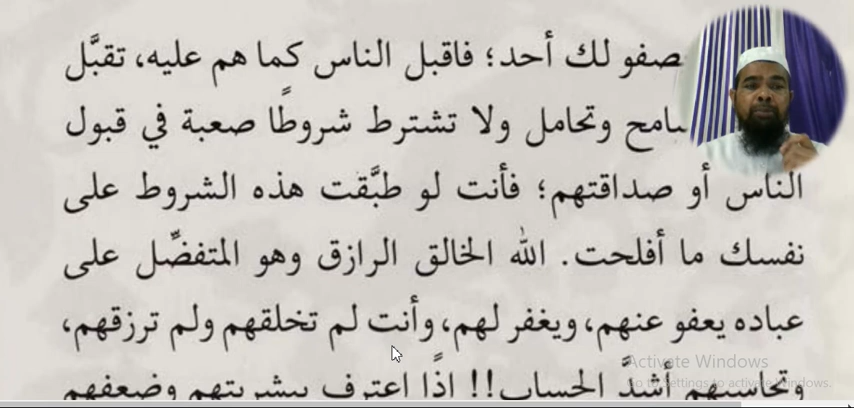 يصفو لك أحد؛ فاقبل الناس كما هم عليه، تقبَّل
وتحامل ولا تشترط شروطًا صعبة في قبول
الناس أو صداقتهم؛ فأنت لو طبَّقت هذه الشروط على
نفسك ما أفلحت. الله الخالق الرازق وهو المتفضِّل على
عباده يعفو عنهم، ويغفر لهم، وأنت لم تخلقهم ولم ترزقهم،
وتحاسبهم أشدَّ الحساب!! إذًا اعترف ببشريتهم وضعفهم
Activate Windows
Go to Settings to activate Windows.